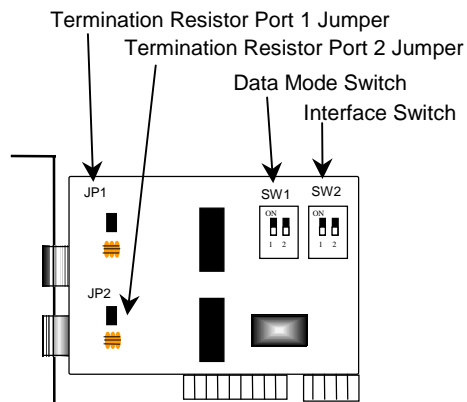 Termination Resistor Port 1 Jumper
Termination Resistor Port 2 Jumper
Data Mode Switch
Interface Switch
JP1
SW1
SW2
ON
ON
1 2
1 2
JP2